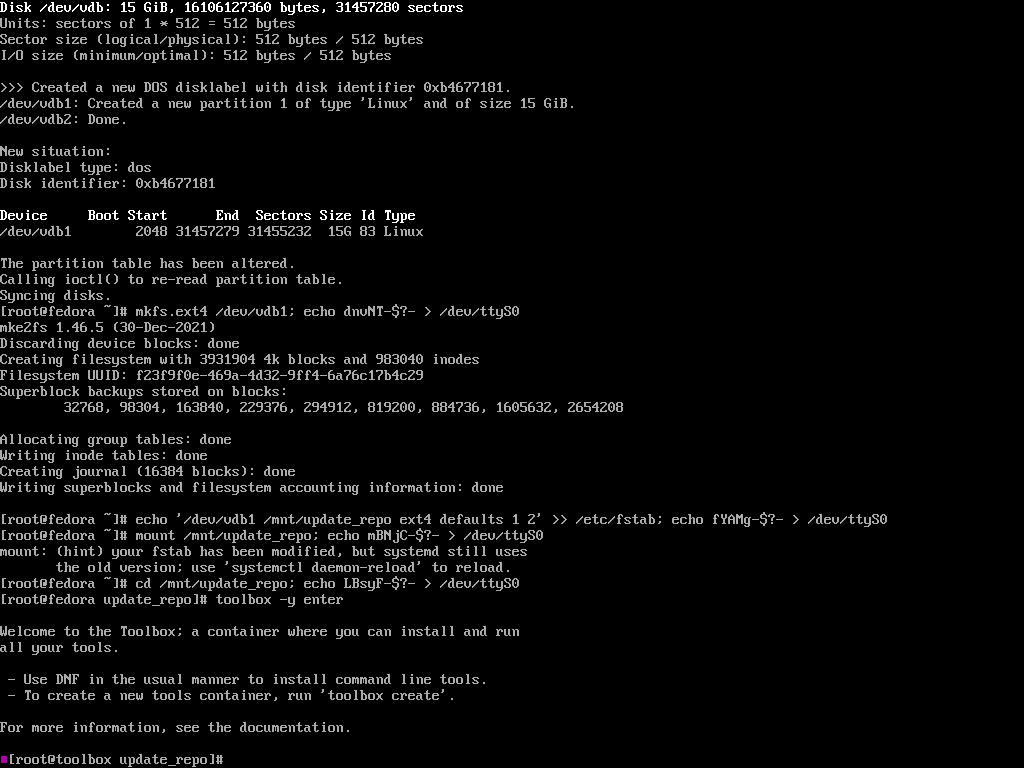 Disk /dev/vdb: 15 GiB, 16106127360 bytes, 31457280 sectors
Units: sectors of 1 * 512 = 512 bytes
Sector size (logical/physical): 512 bytes / 512 bytes
I/O size (minimum/optimal): 512 bytes / 512 bytes
>>> Created a new DOS disklabel with disk identifier 0xb4677181.
/dev/vdb1: Created a new partition 1 of type 'Linux' and of size 15 GiB.
/dev/vdb2: Done.
New situation:
Disklabel type: dos
Disk identifier: 0xb4677181
Device     Boot Start      End  Sectors Size Id Type
/dev/vdb1        2048 31457279 31455232  15G 83 Linux
The partition table has been altered.
Calling ioctl() to re-read partition table.
Syncing disks.
[root@fedora ~]# mkfs.ext4 /dev/vdb1; echo dnvNT-$?- > /dev/ttyS0
mke2fs 1.46.5 (30-Dec-2021)
Discarding device blocks: done
Creating filesystem with 3931904 4k blocks and 983040 inodes
Filesystem UUID: f23f9f0e-469a-4d32-9ff4-6a76c17b4c29
Superblock backups stored on blocks:
        32768, 98304, 163840, 229376, 294912, 819200, 884736, 1605632, 2654208
Allocating group tables: done
Writing inode tables: done
Creating journal (16384 blocks): done
Writing superblocks and filesystem accounting information: done
[root@fedora ~]# echo '/dev/vdb1 /mnt/update_repo ext4 defaults 1 2' >> /etc/fstab; echo fYAMg-$?- > /dev/ttyS0
[root@fedora ~]# mount /mnt/update_repo; echo mBNjC-$?- > /dev/ttyS0
mount: (hint) your fstab has been modified, but systemd still uses
       the old version; use 'systemctl daemon-reload' to reload.
[root@fedora ~]# cd /mnt/update_repo; echo LBsyF-$?- > /dev/ttyS0
[root@fedora update_repo]# toolbox -y enter
Welcome to the Toolbox; a container where you can install and run
all your tools.
 - Use DNF in the usual manner to install command line tools.
 - To create a new tools container, run 'toolbox create'.
For more information, see the documentation.
[root@toolbox update_repo]#